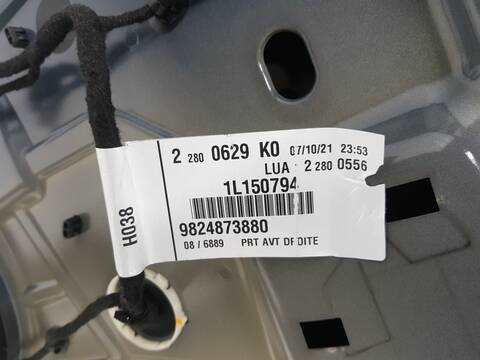 2 280 0629 K0 07/10/21 23:53
LUA 2 280 0556
1L150794
9824873880
08 / 6889 PRT AVT DROITE
H038